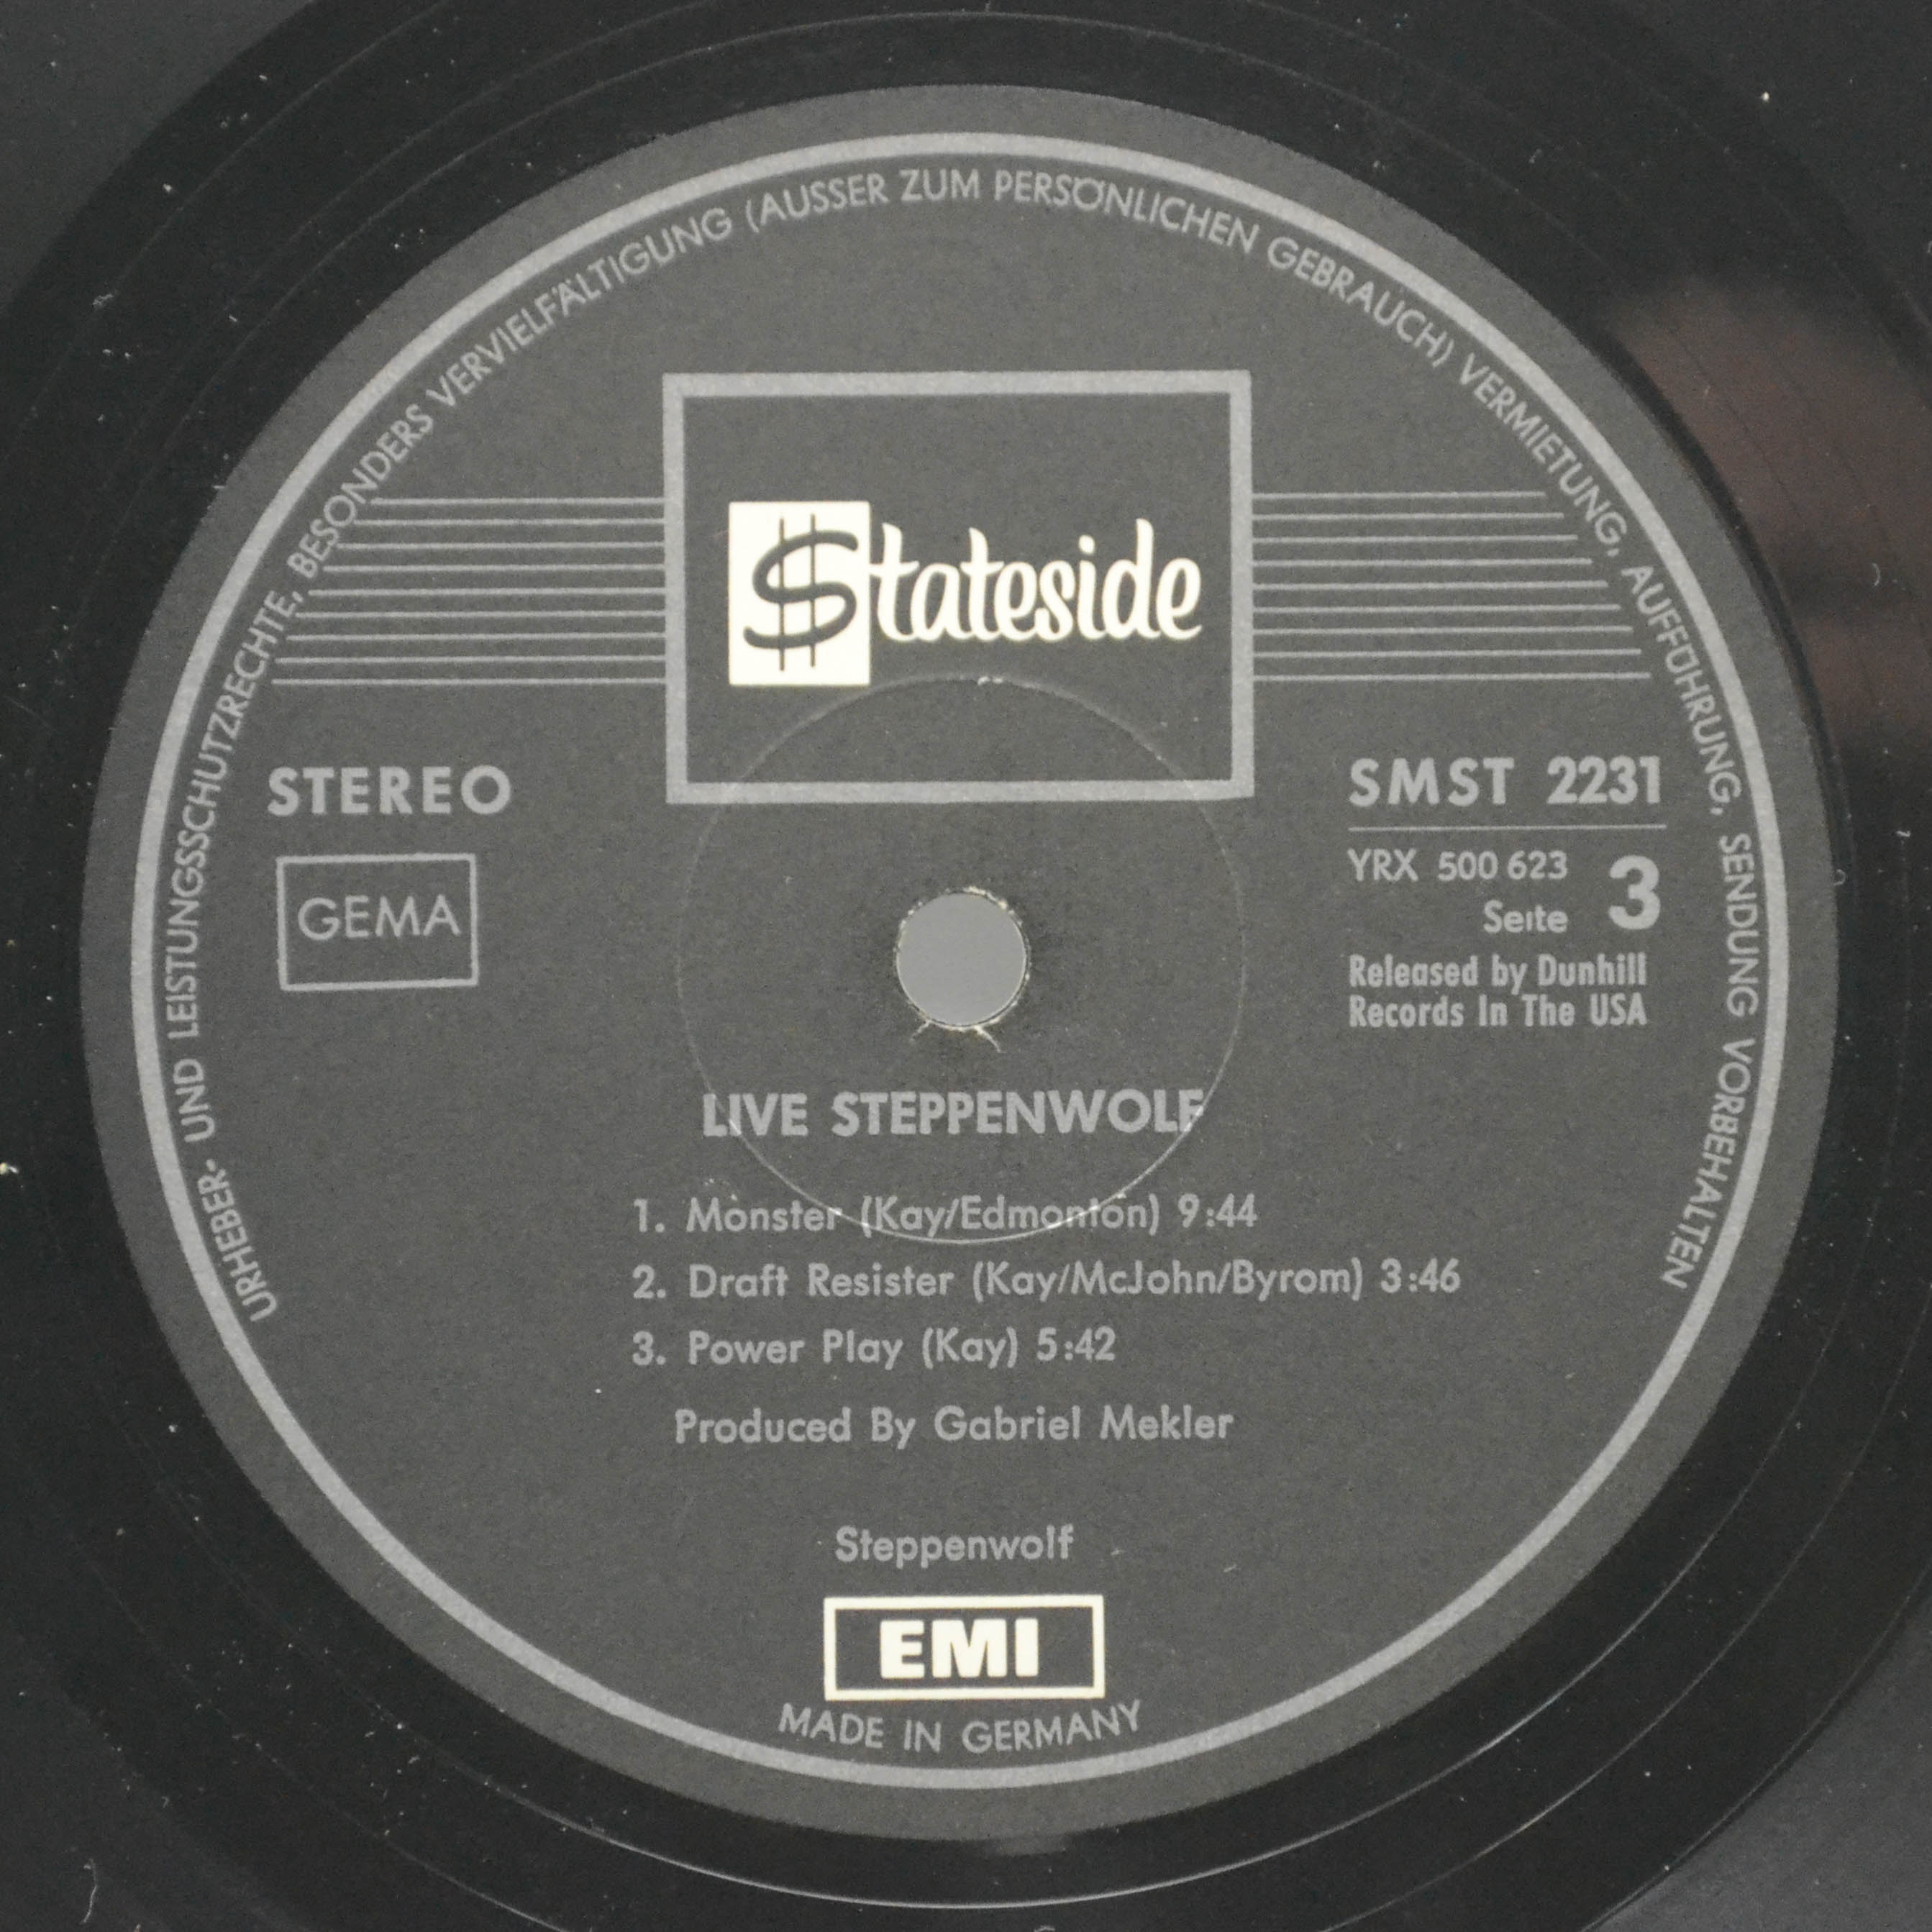 URHEBER- UND LEISTUNGSSCHUTZRECHTE, BESONDERS VERVIELFÄLTIGUNG (AUSSER ZUM PERSÖNLICHEN GEBRAUCH) VERMIETUNG, AUFFÜHRUNG, SENDUNG VORBEHALTEN
$tateside
STEREO
GEMA
SMST 2231
YRX 500 623
Seite 3
Released by Dunhill
Records In The USA
LIVE STEPPENWOLF
1. Monster (Kay/Edmonton) 9:44
2. Draft Resister (Kay/McJohn/Byrom) 3:46
3. Power Play (Kay) 5:42
Produced By Gabriel Mekler
Steppenwolf
EMI
MADE IN GERMANY